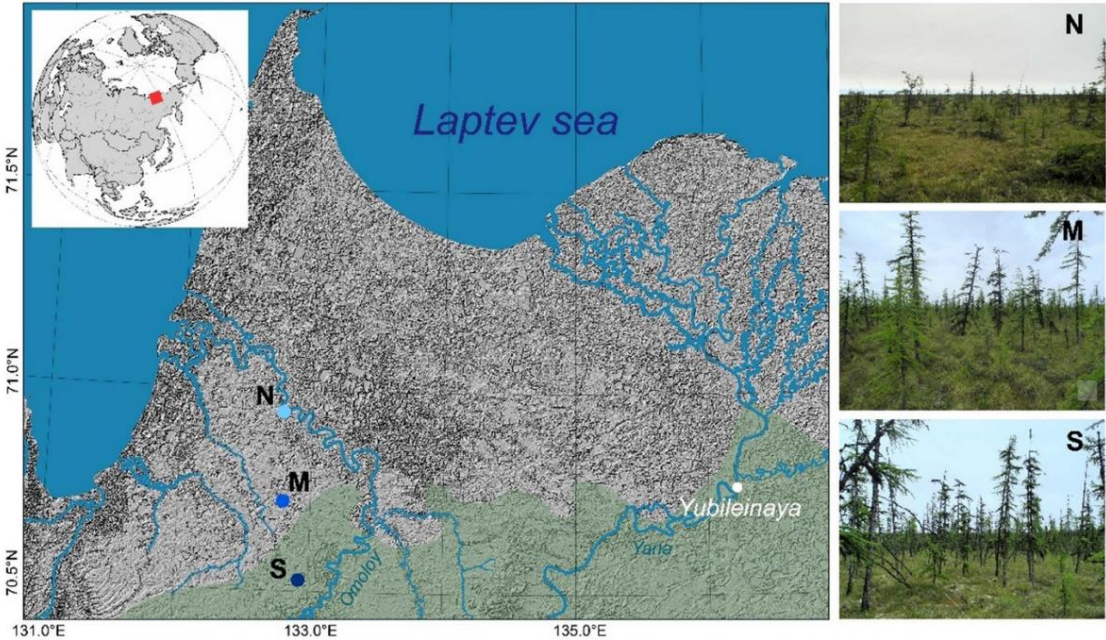 Laptev sea
71.5°N
71.0°N
70.5°N
N
M
S
Omoloy
Yana
Yubileinaya
131.0°E
133.0°E
135.0°E
N
M
S